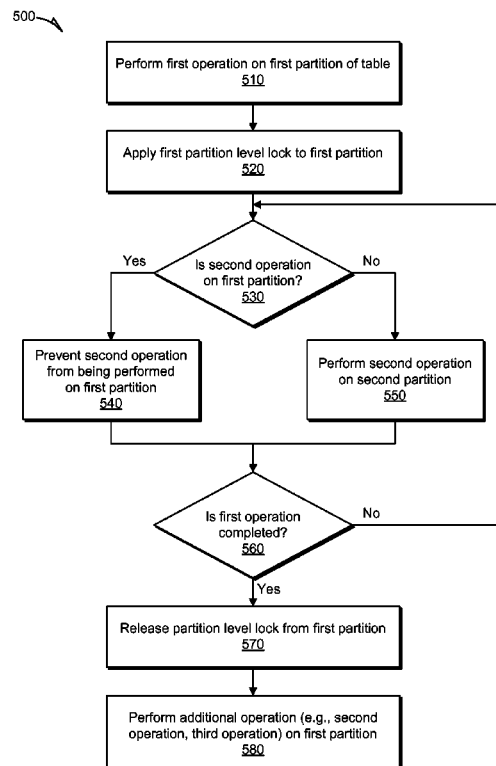 500
Perform first operation on first partition of table
510
Apply first partition level lock to first partition
520
Is second operation
on first partition?
530
Yes
No
Prevent second operation
from being performed
on first partition
540
Perform second operation
on second partition
550
Is first operation
completed?
560
No
Yes
Release partition level lock from first partition
570
Perform additional operation (e.g., second
operation, third operation) on first partition
580